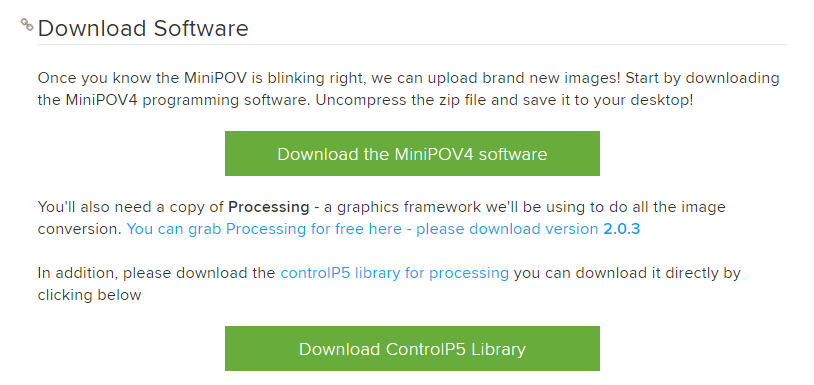 Download Software
Once you know the MiniPOV is blinking right, we can upload brand new images! Start by downloading
the MiniPOV4 programming software. Uncompress the zip file and save it to your desktop!
Download the MiniPOV4 software
You'll also need a copy of Processing - a graphics framework we'll be using to do all the image
conversion. You can grab Processing for free here - please download version 2.0.3
In addition, please download the controlP5 library for processing you can download it directly by
clicking below
Download ControlP5 Library